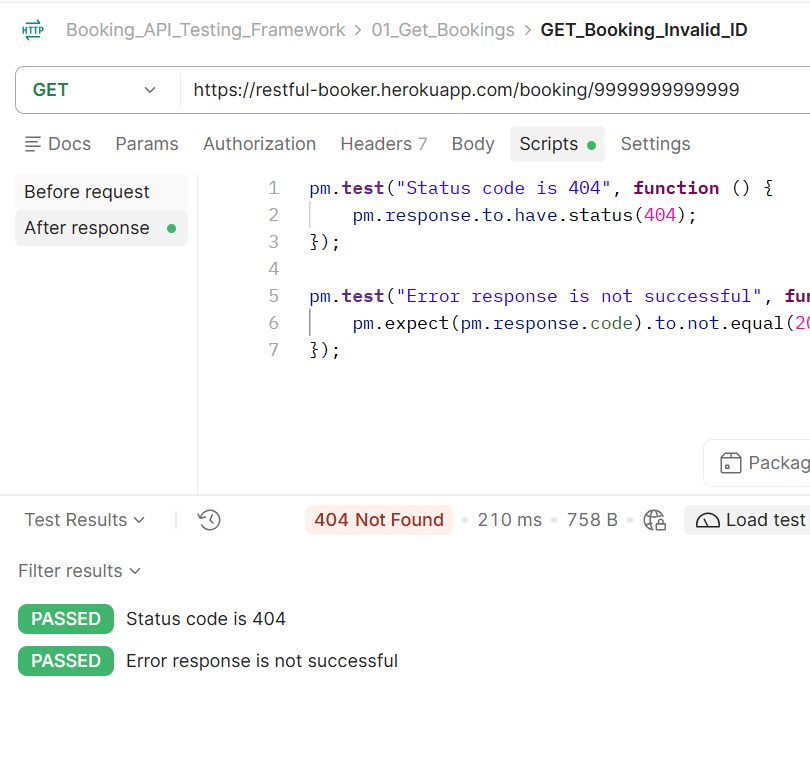 HTTP Booking_API_Testing_Framework > 01_Get_Bookings > GET_Booking_Invalid_ID
GET https://restful-booker.herokuapp.com/booking/9999999999999
Docs Params Authorization Headers 7 Body Scripts Settings
Before request
After response
1 pm.test("Status code is 404", function () {
2 pm.response.to.have.status(404);
3 });
4
5 pm.test("Error response is not successful", fu
6 pm.expect(pm.response.code).to.not.equal(20
7 });
Packag
Test Results 404 Not Found • 210 ms • 758 B • Load test
Filter results
PASSED Status code is 404
PASSED Error response is not successful